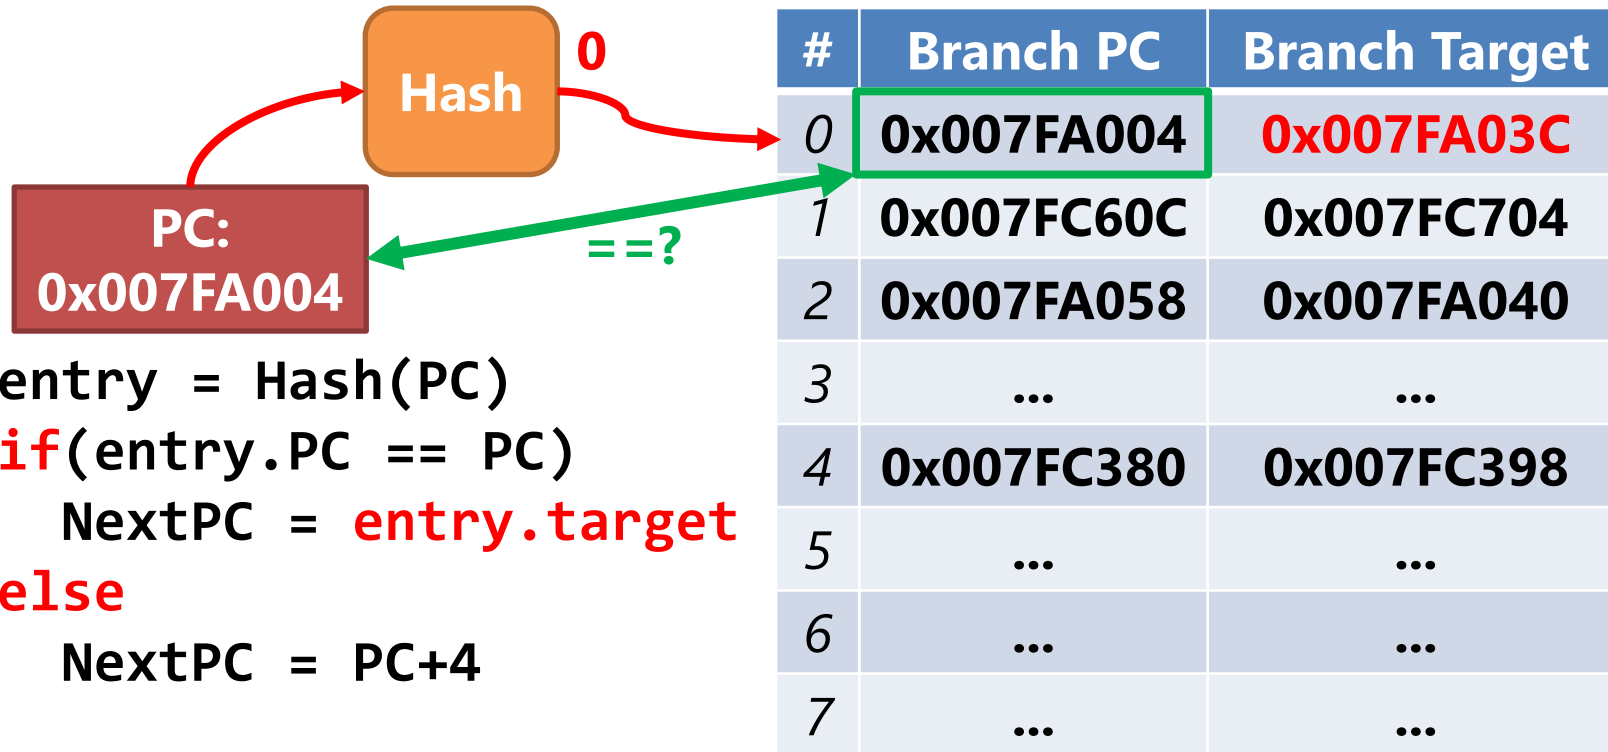 Hash
0
PC:
0x007FA004
==?
entry = Hash(PC)
if(entry.PC == PC)
NextPC = entry.target
else
NextPC = PC+4
# Branch PC Branch Target
0 0x007FA004 0x007FA03C
1 0x007FC60C 0x007FC704
2 0x007FA058 0x007FA040
3 ... ...
4 0x007FC380 0x007FC398
5 ... ...
6 ... ...
7 ... ...